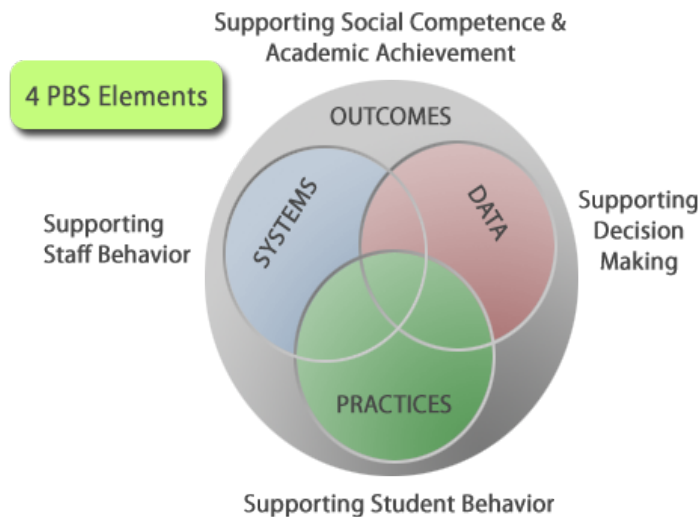 Supporting Social Competence &
Academic Achievement
4 PBS Elements
OUTCOMES
SYSTEMS
DATA
Supporting
Staff Behavior
Supporting
Decision
Making
PRACTICES
Supporting Student Behavior